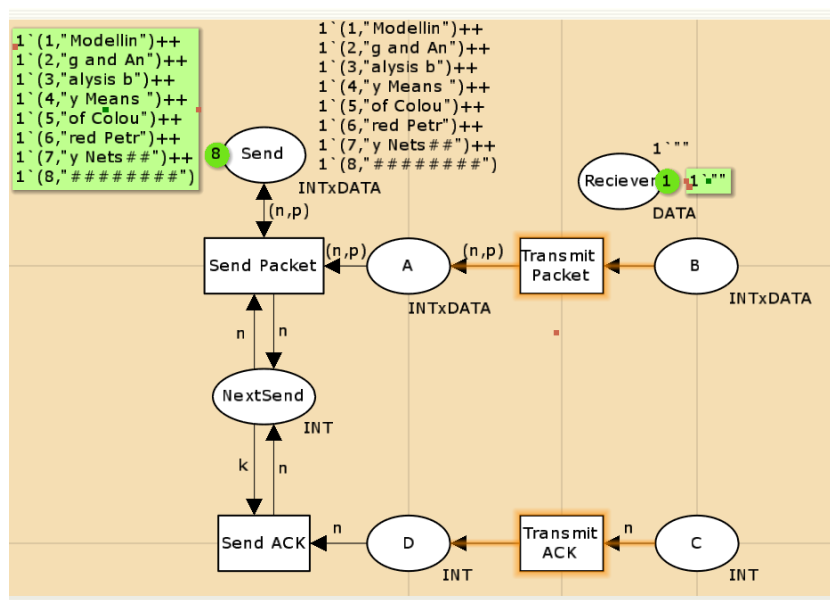 1`(1,"Modellin")++
1`(2,"g and An")++
1`(3,"alysis b")++
1`(4,"y Means ")++
1`(5,"of Colou")++
1`(6,"red Petr")++
1`(7,"y Nets##")++
1`(8,"########")
1`(1,"Modellin")++
1`(2,"g and An")++
1`(3,"alysis b")++
1`(4,"y Means ")++
1`(5,"of Colou")++
1`(6,"red Petr")++
1`(7,"y Nets##")++
1`(8,"########")
8
Send
INTxDATA
1`""
Reciever
1
1`""
DATA
(n,p)
Send Packet
(n,p)
A
INTxDATA
(n,p)
Transmit
Packet
B
INTxDATA
n
n
NextSend
INT
k
n
Send ACK
n
D
INT
Transmit
ACK
n
C
INT